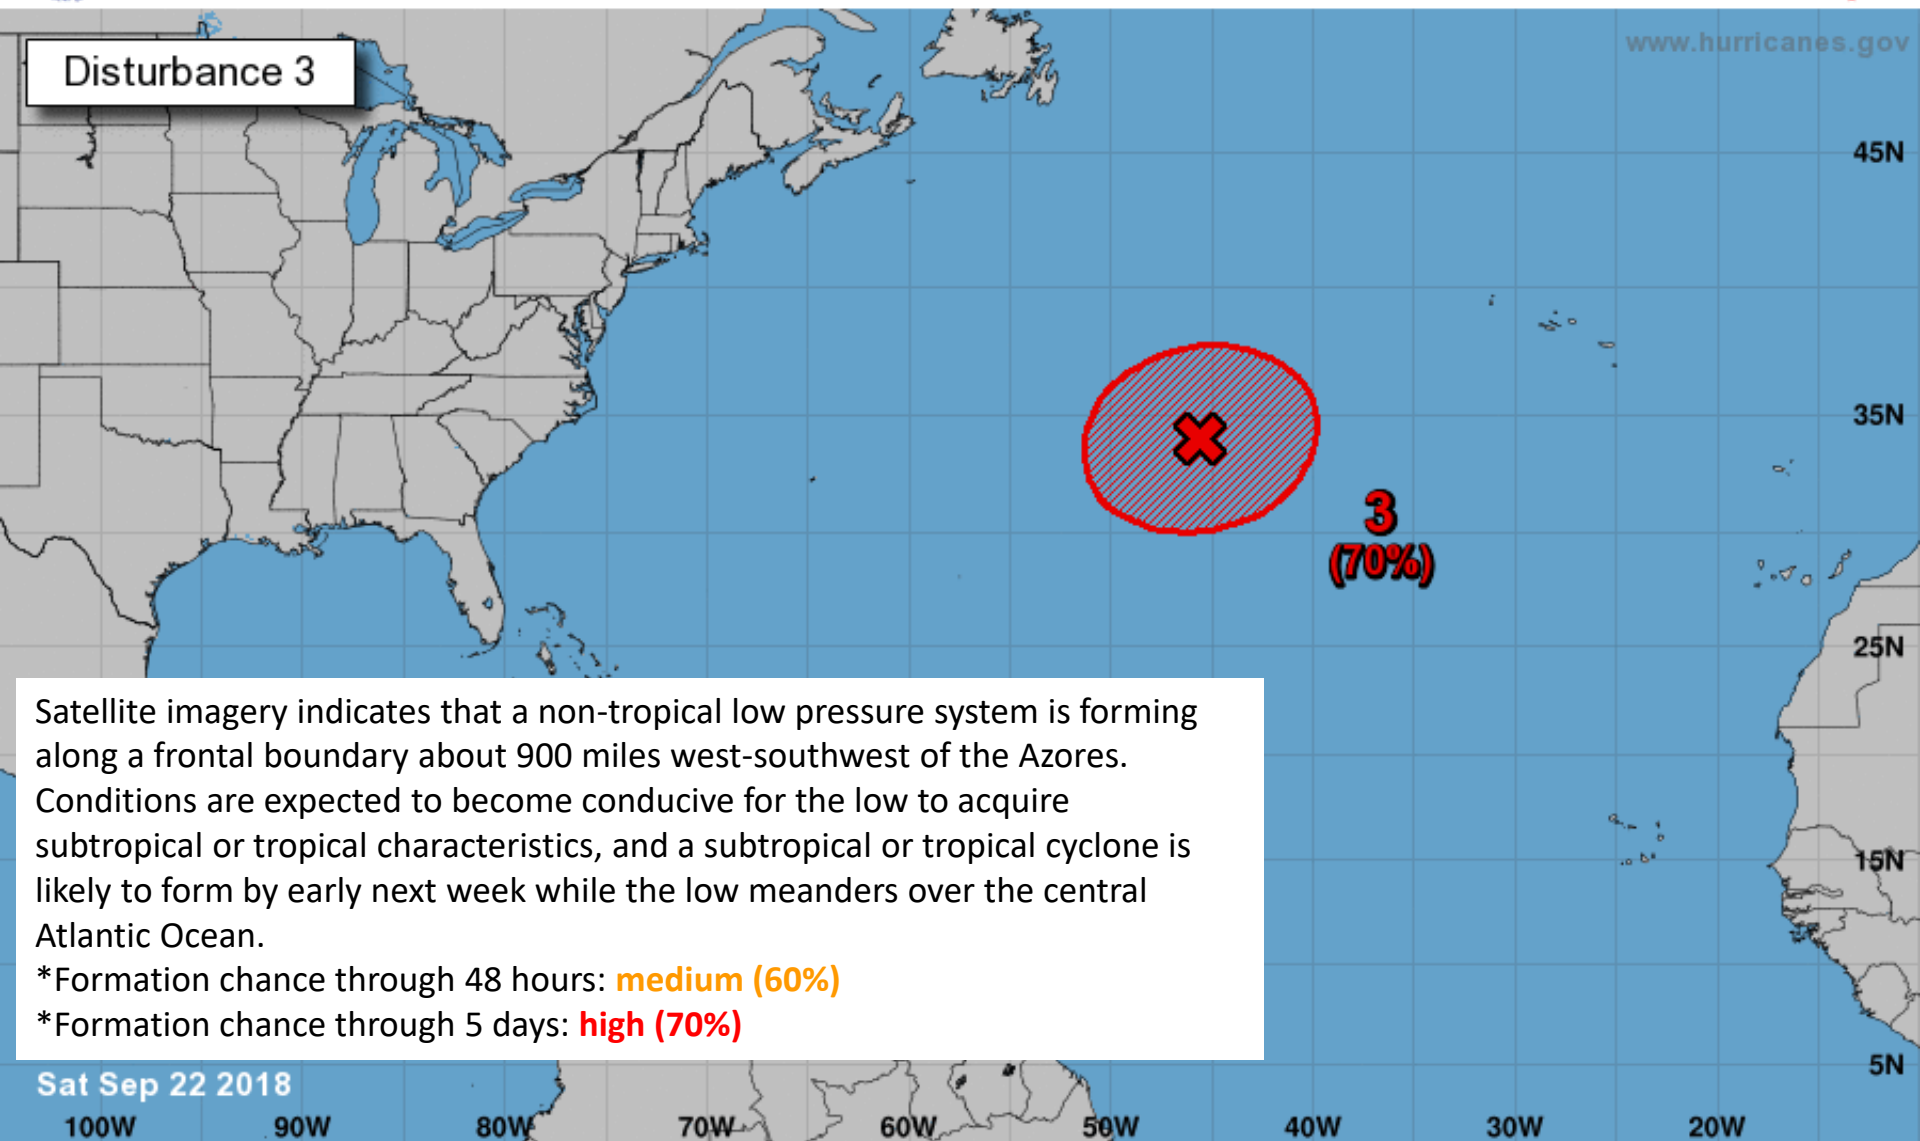 www.hurricanes.gov
Disturbance 3
45N
35N
3
(70%)
25N
Satellite imagery indicates that a non-tropical low pressure system is forming
along a frontal boundary about 900 miles west-southwest of the Azores.
Conditions are expected to become conducive for the low to acquire
subtropical or tropical characteristics, and a subtropical or tropical cyclone is
likely to form by early next week while the low meanders over the central
Atlantic Ocean.
*Formation chance through 48 hours: medium (60%)
*Formation chance through 5 days: high (70%)
15N
5N
Sat Sep 22 2018
100W 90W 80W 70W 60W 50W 40W 30W 20W